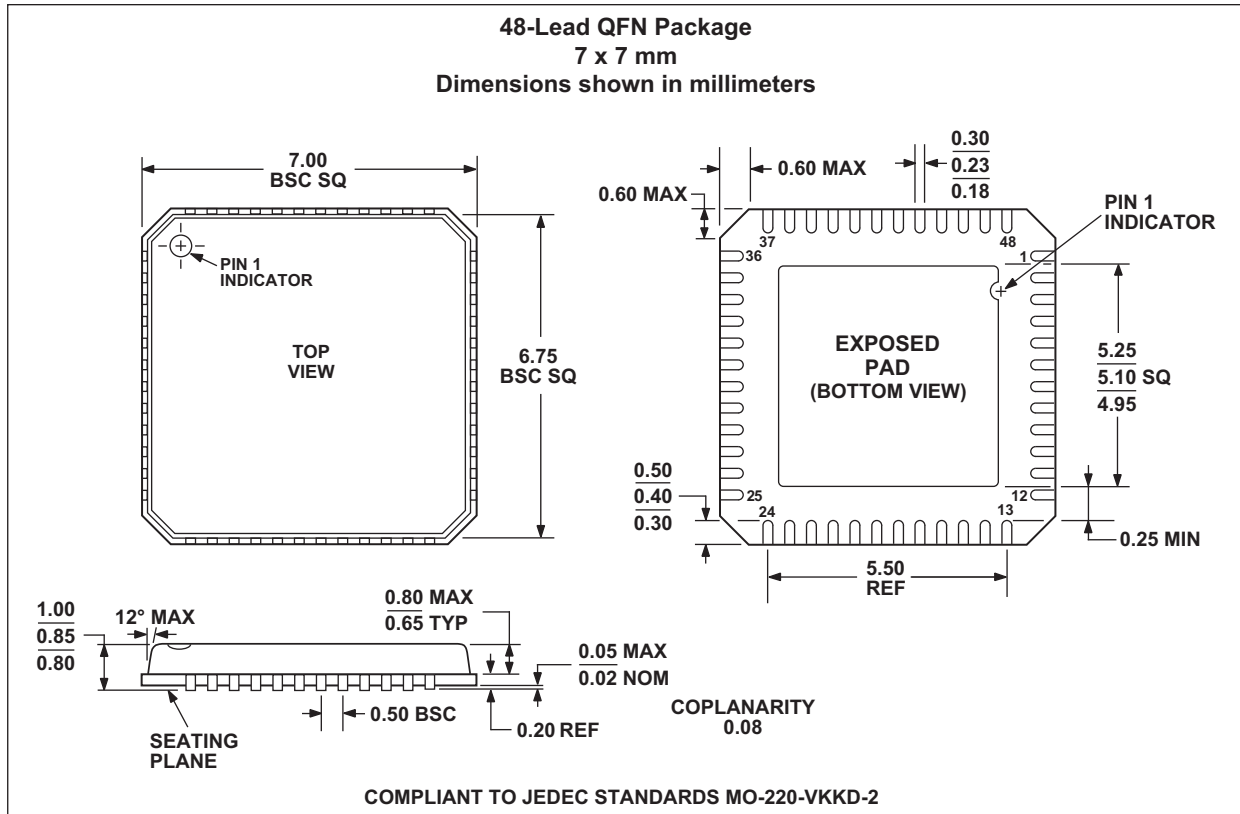 48-Lead QFN Package
7 x 7 mm
Dimensions shown in millimeters
7.00
BSC SQ
PIN 1
INDICATOR
TOP
VIEW
6.75
BSC SQ
0.60 MAX
0.60 MAX
0.30
0.23
0.18
PIN 1
INDICATOR
37
48
36
1
EXPOSED
PAD
(BOTTOM VIEW)
5.25
5.10 SQ
4.95
25
12
24
13
0.50
0.40
0.30
0.25 MIN
5.50
REF
1.00
0.85
0.80
12° MAX
0.80 MAX
0.65 TYP
0.05 MAX
0.02 NOM
0.50 BSC
0.20 REF
SEATING
PLANE
COPLANARITY
0.08
COMPLIANT TO JEDEC STANDARDS MO-220-VKKD-2